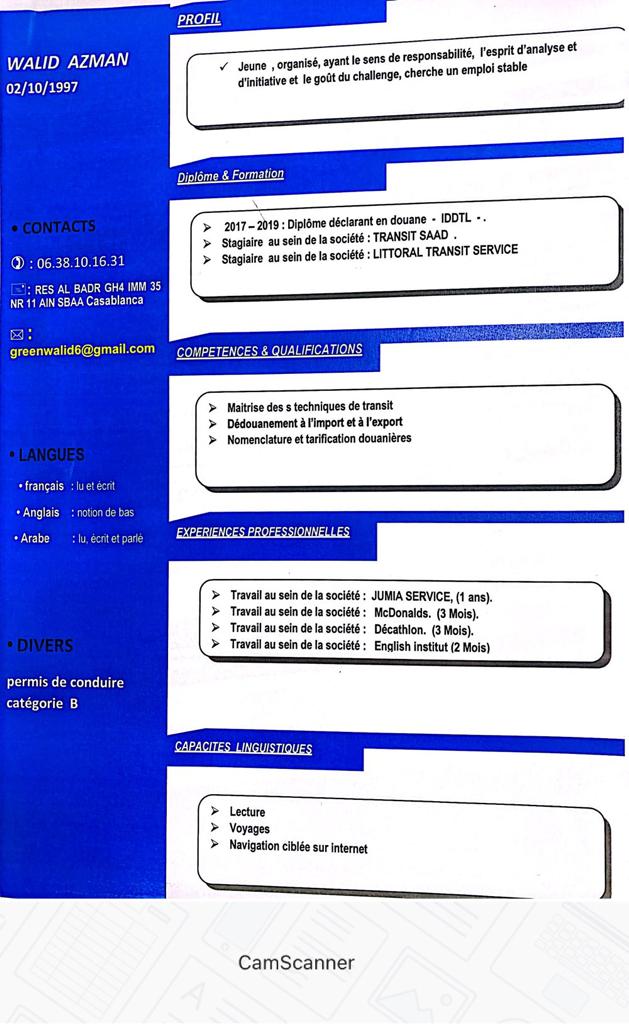 WALID AZMAN
02/10/1997
• CONTACTS
: 06.38.10.16.31
: RES AL BADR GH4 IMM 35
NR 11 AIN SBAA Casablanca
:
greenwalid6@gmail.com
• LANGUES
• français : lu et écrit
• Anglais : notion de bas
• Arabe : lu, écrit et parlé
• DIVERS
permis de conduire
catégorie B
PROFIL
✓ Jeune , organisé, ayant le sens de responsabilité, l'esprit d'analyse et
d'initiative et le goût du challenge, cherche un emploi stable
Diplôme & Formation
➢ 2017 – 2019 : Diplôme déclarant en douane - IDDTL - .
➢ Stagiaire au sein de la société : TRANSIT SAAD .
➢ Stagiaire au sein de la société : LITTORAL TRANSIT SERVICE
COMPETENCES & QUALIFICATIONS
➢ Maitrise des s techniques de transit
➢ Dédouanement à l'import et à l'export
➢ Nomenclature et tarification douanières
EXPERIENCES PROFESSIONNELLES
➢ Travail au sein de la société : JUMIA SERVICE, (1 ans).
➢ Travail au sein de la société : McDonalds. (3 Mois).
➢ Travail au sein de la société : Décathlon. (3 Mois).
➢ Travail au sein de la société : English institut (2 Mois)
CAPACITES LINGUISTIQUES
➢ Lecture
➢ Voyages
➢ Navigation ciblée sur internet
CamScanner